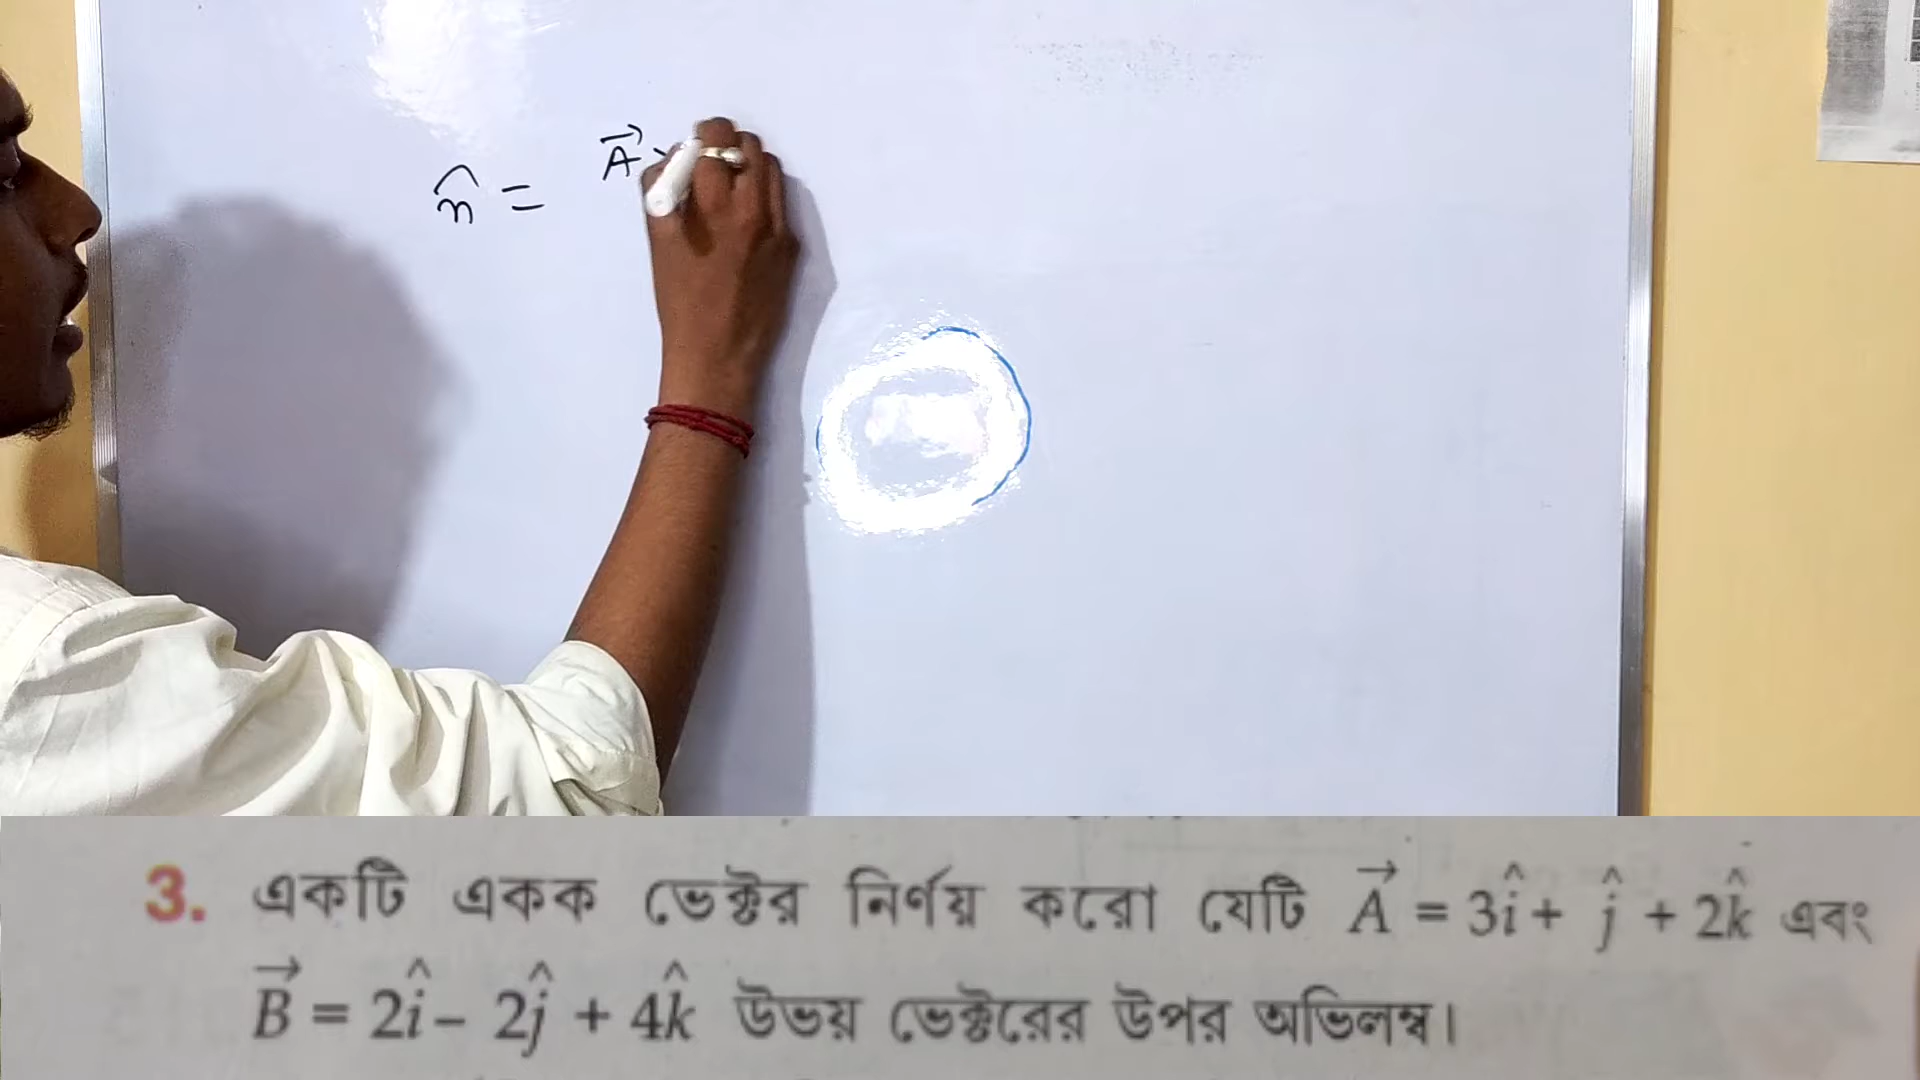 n̂ = A⃗
3. একটি একক ভেক্টর নির্ণয় করো যেটি A⃗ = 3î + ĵ + 2k̂ এবং
B⃗ = 2î – 2ĵ + 4k̂ উভয় ভেক্টরের উপর অভিলম্ব।